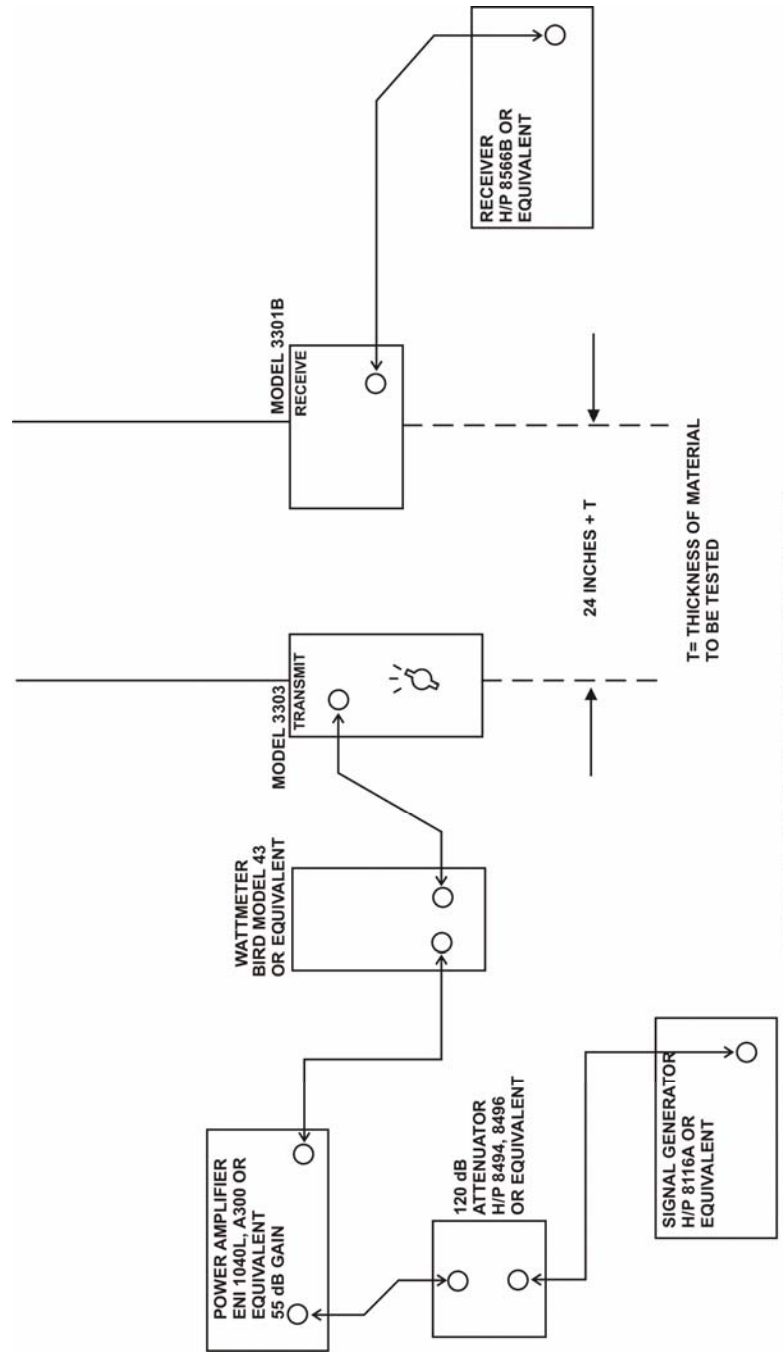 POWER AMPLIFIER
ENI 1040L, A300 OR
EQUIVALENT
55 dB GAIN
120 dB
ATTENUATOR
H/P 8494, 8496
OR EQUIVALENT
SIGNAL GENERATOR
H/P 8116A OR
EQUIVALENT
WATTMETER
BIRD MODEL 43
OR EQUIVALENT
MODEL 3303
TRANSMIT
MODEL 3301B
RECEIVE
24 INCHES + T
T= THICKNESS OF MATERIAL
TO BE TESTED
RECEIVER
H/P 8566B OR
EQUIVALENT